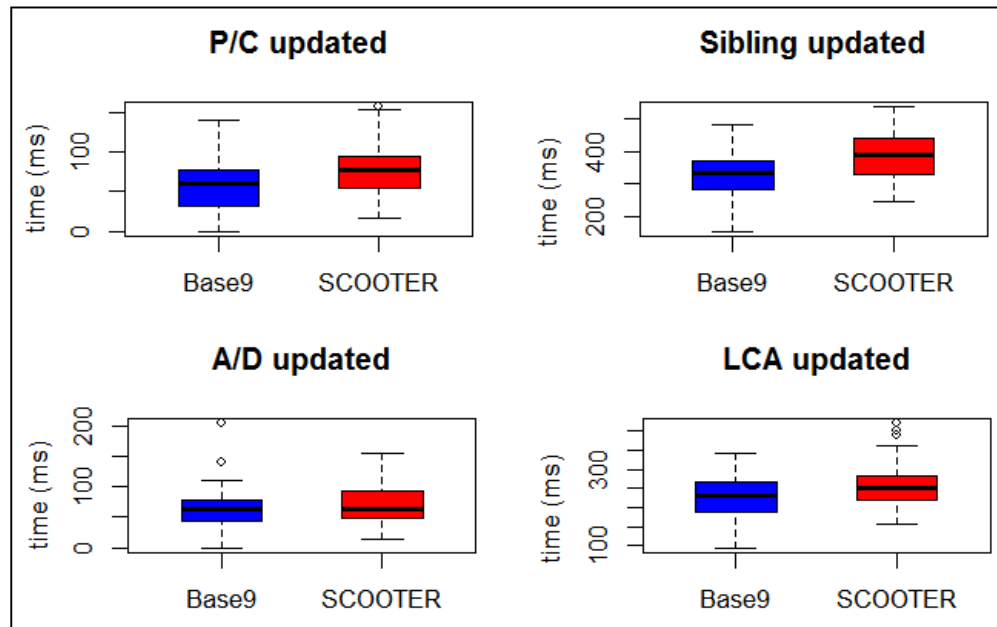 P/C updated
time (ms)
100
0
Base9 SCOOTER
Sibling updated
time (ms)
400
200
Base9 SCOOTER
A/D updated
time (ms)
200
100
0
Base9 SCOOTER
LCA updated
time (ms)
300
100
Base9 SCOOTER